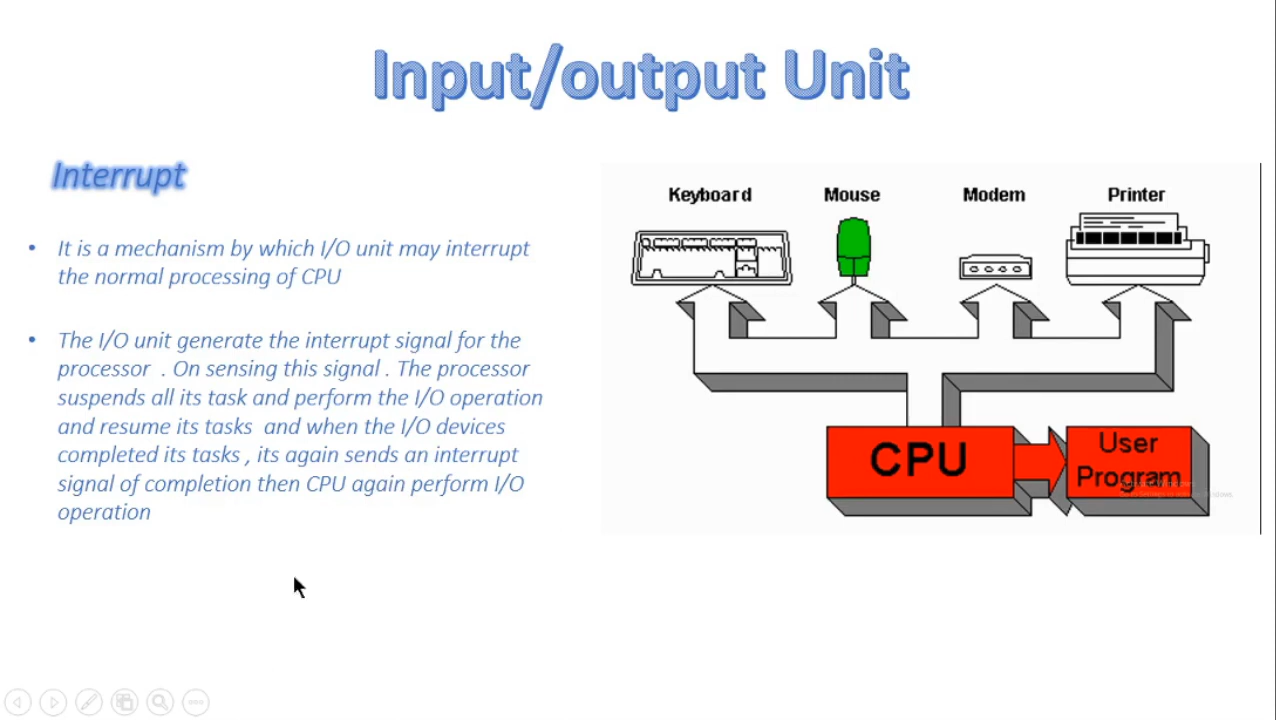 Input/output Unit
Interrupt
• It is a mechanism by which I/O unit may interrupt
the normal processing of CPU
• The I/O unit generate the interrupt signal for the
processor . On sensing this signal . The processor
suspends all its task and perform the I/O operation
and resume its tasks and when the I/O devices
completed its tasks , its again sends an interrupt
signal of completion then CPU again perform I/O
operation
Keyboard Mouse Modem Printer
CPU
User
Program